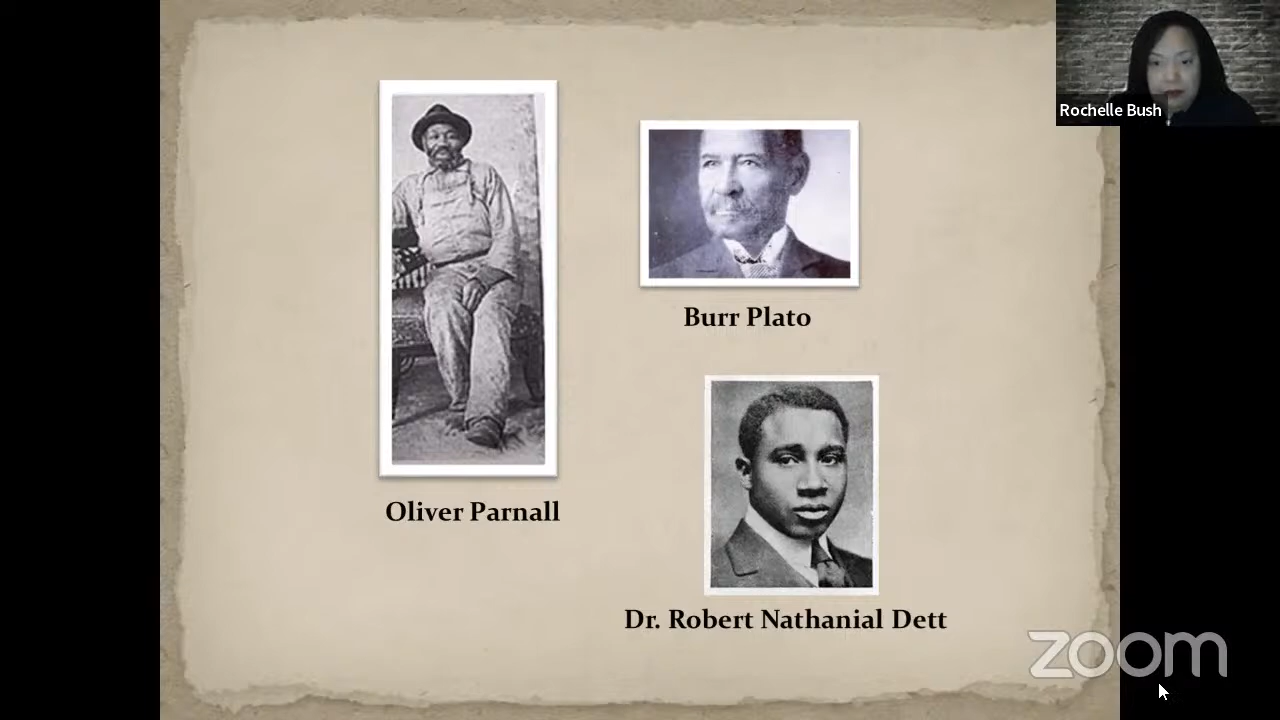 Rochelle Bush
Burr Plato
Oliver Parnall
Dr. Robert Nathanial Dett
zoom